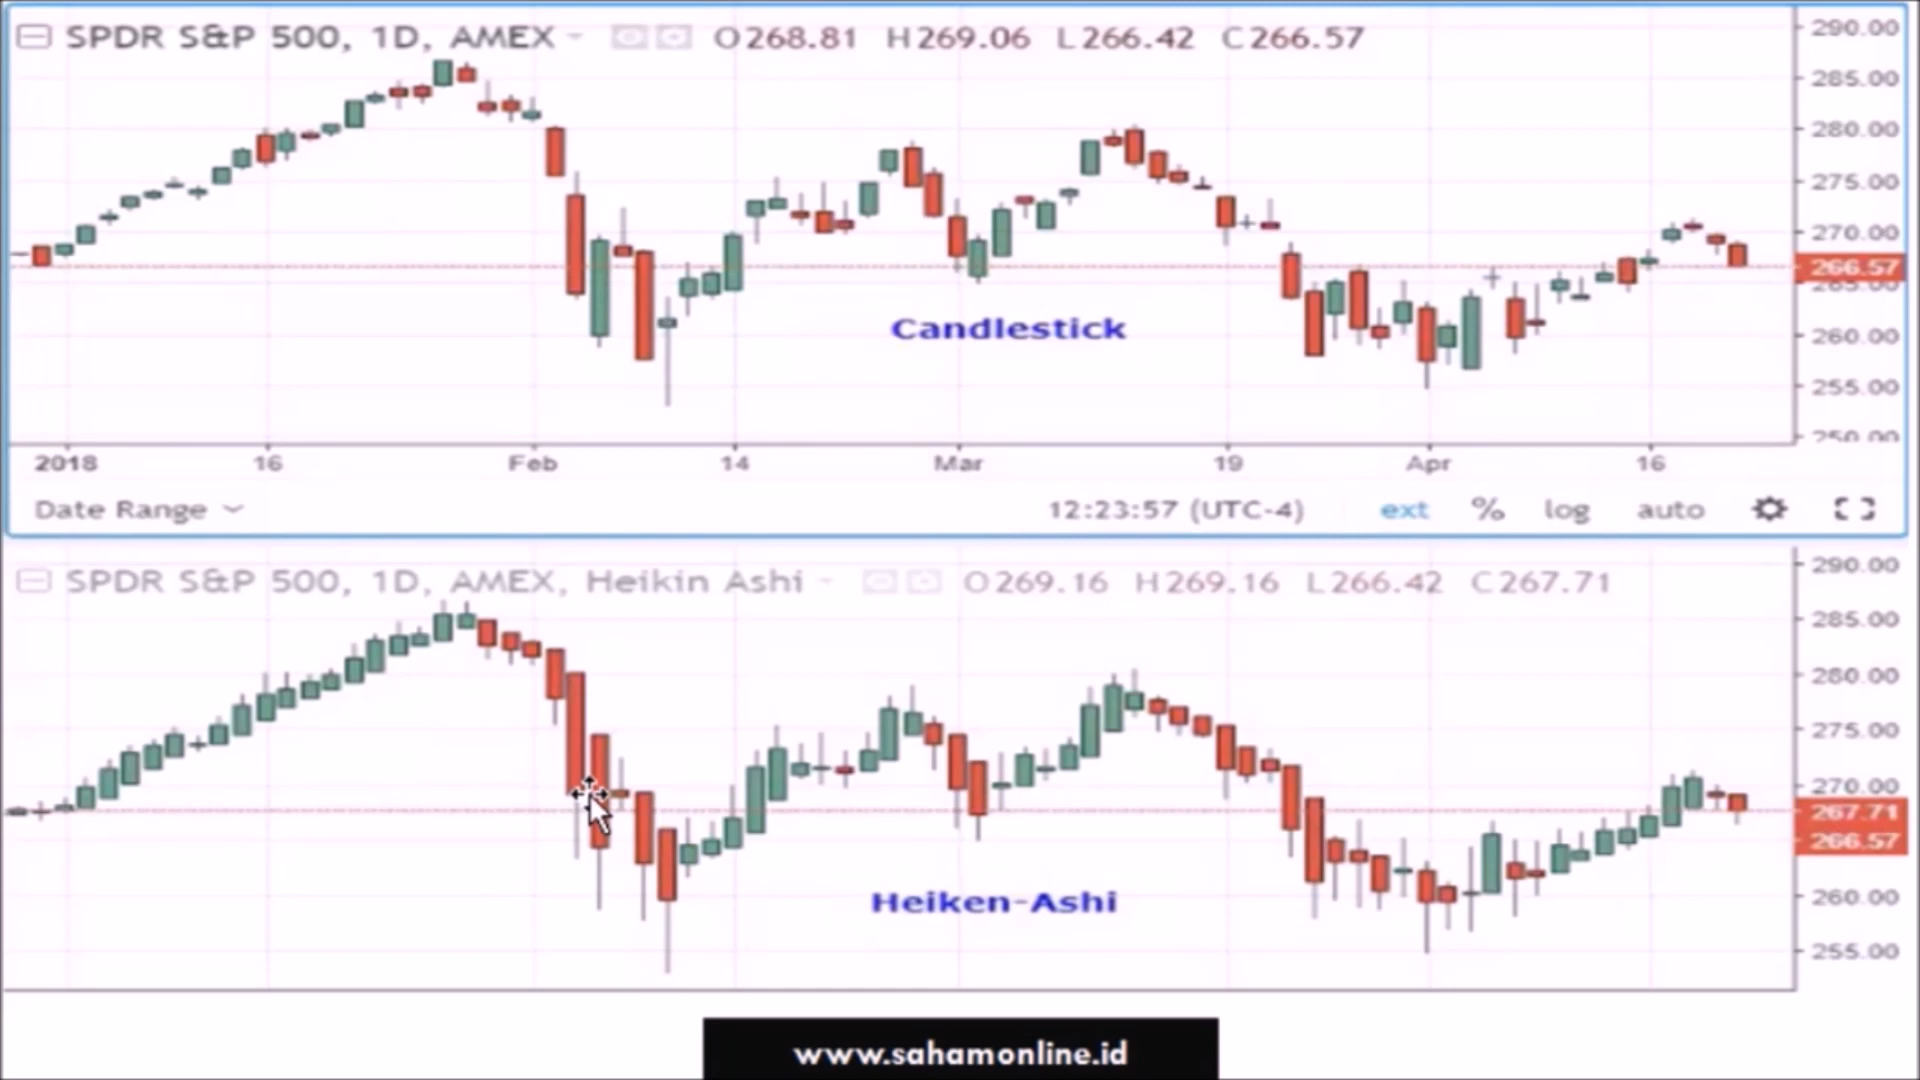 SPDR S&P 500, 1D, AMEX O268.81 H269.06 L266.42 C266.57
290.00
285.00
280.00
275.00
270.00
266.57
265.00
260.00
255.00
250.00
Candlestick
2018 16 Feb 14 Mar 19 Apr 16
Date Range 12:23:57 (UTC-4) ext % log auto
SPDR S&P 500, 1D, AMEX, Heikin Ashi O269.16 H269.16 L266.42 C267.71
290.00
285.00
280.00
275.00
270.00
267.71
266.57
260.00
255.00
Heiken-Ashi
www.sahamonline.id